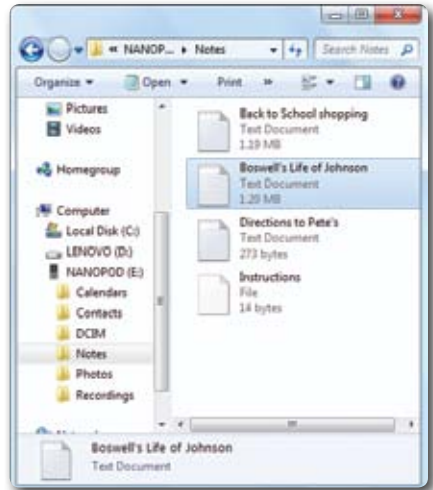 « NANOP... ▸ Notes
Search Notes
Organize Open Print »
Pictures
Videos
Homegroup
Computer
Local Disk (C:)
LENOVO (D:)
NANOPOD (E:)
Calendars
Contacts
DCIM
Notes
Photos
Recordings
Back to School shopping
Text Document
1.19 MB
Boswell's Life of Johnson
Text Document
1.20 MB
Directions to Pete's
Text Document
273 bytes
Instructions
File
14 bytes
Boswell's Life of Johnson
Text Document